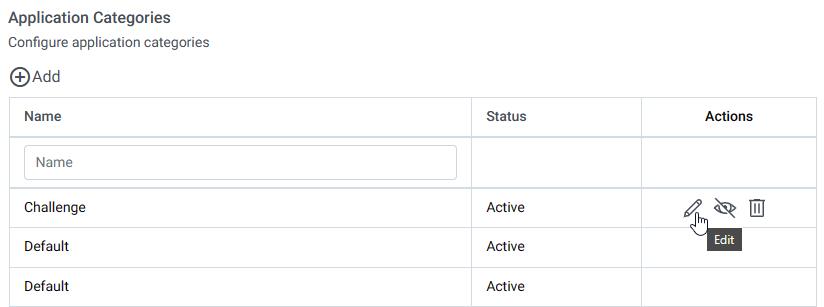 Application Categories
Configure application categories
Add
Name Status Actions
Name
Challenge Active
Edit
Default Active
Default Active